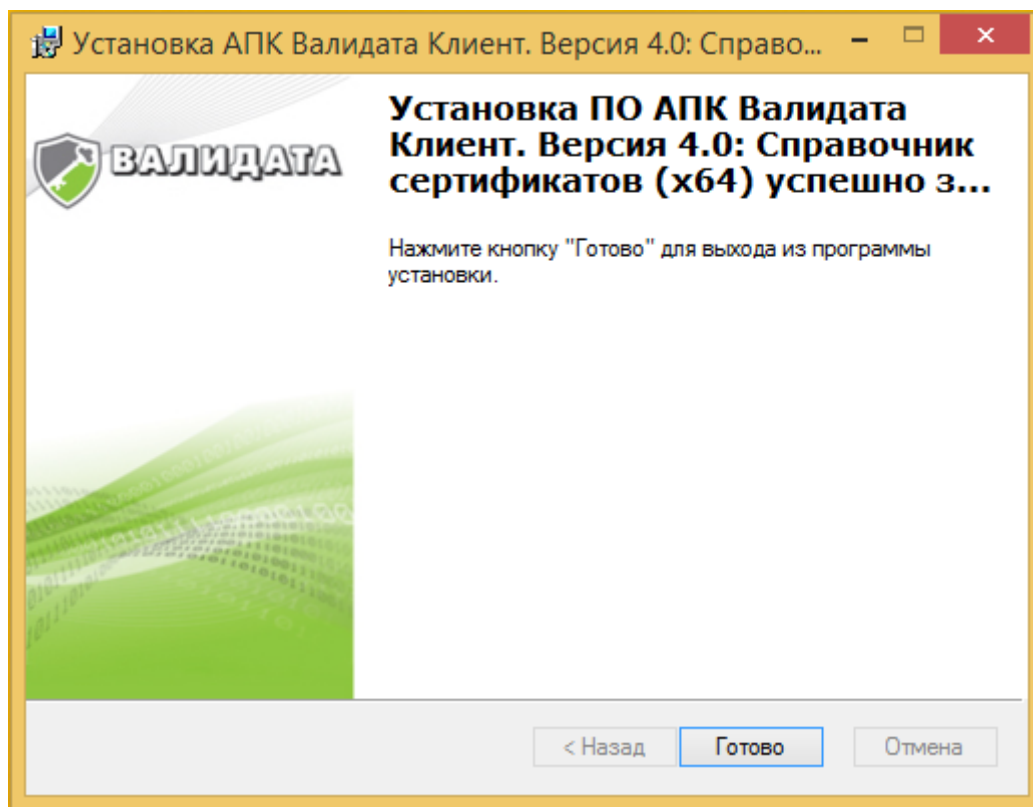 Установка АПК Валидата Клиент. Версия 4.0: Справо...
ВАЛИДАТА
Установка ПО АПК Валидата
Клиент. Версия 4.0: Справочник
сертификатов (x64) успешно з...
Нажмите кнопку "Готово" для выхода из программы
установки.
< Назад
Готово
Отмена